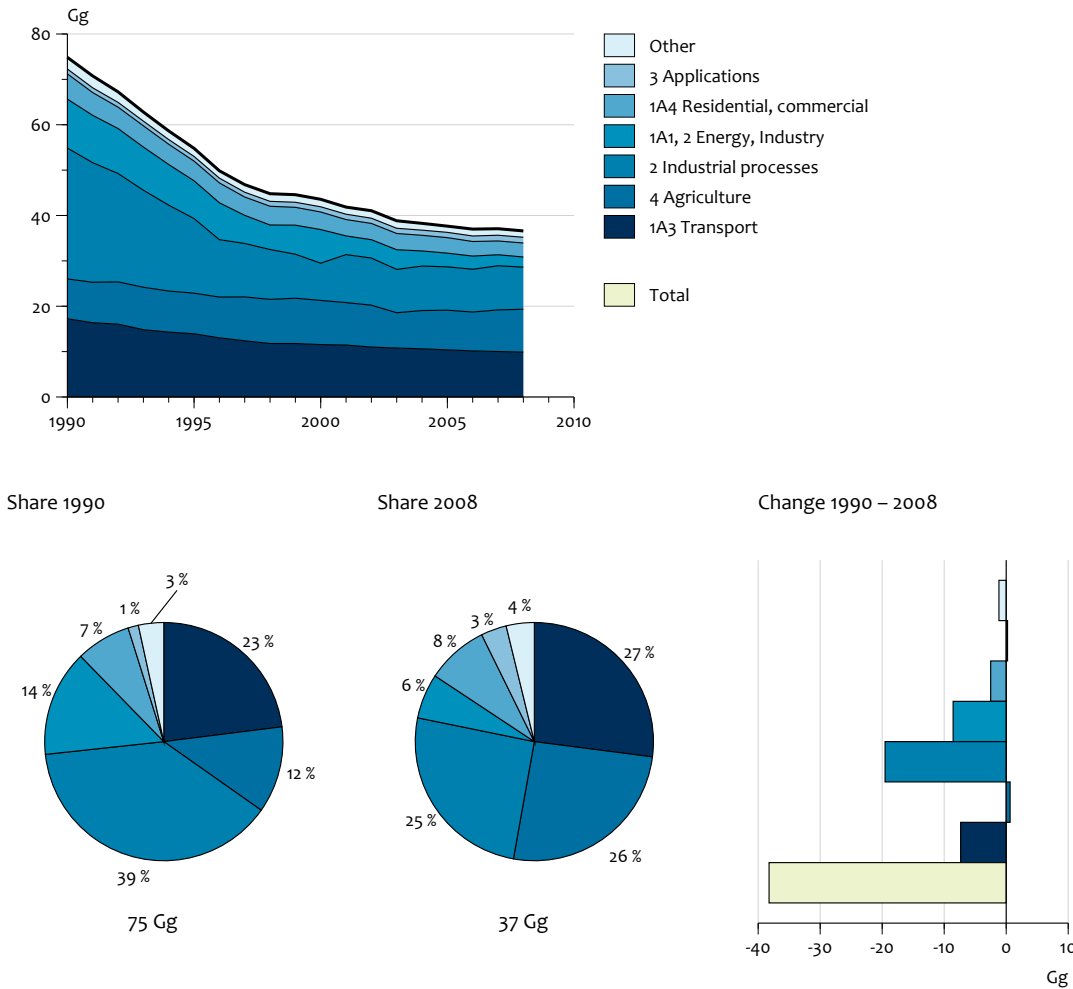 Gg
80
60
40
20
0
1990
1995
2000
2005
2010
Other
3 Applications
1A4 Residential, commercial
1A1, 2 Energy, Industry
2 Industrial processes
4 Agriculture
1A3 Transport
Total
Share 1990
Share 2008
Change 1990 – 2008
3 %
1 %
7 %
14 %
23 %
12 %
39 %
75 Gg
4 %
3 %
8 %
6 %
27 %
25 %
26 %
37 Gg
-40
-30
-20
-10
0
10
Gg